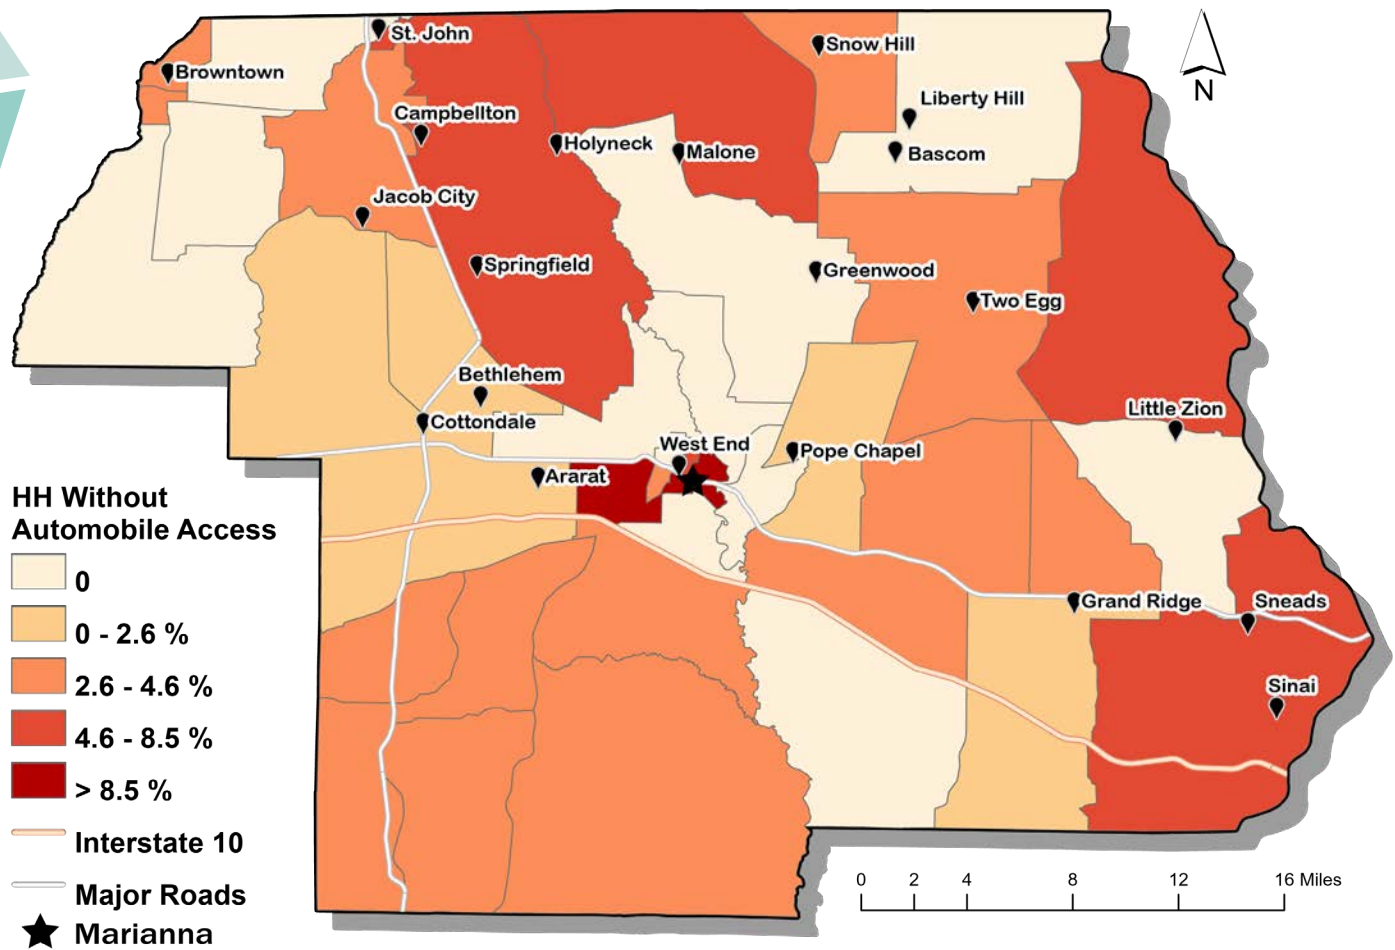 St. John
Snow Hill
Browntown
N
Liberty Hill
Campbellton
Holyneck
Malone
Bascom
Jacob City
Springfield
Greenwood
Two Egg
Bethlehem
Little Zion
Cottondale
West End
Pope Chapel
Ararat
Grand Ridge
Sneads
Sinai
HH Without
Automobile Access
0
0 - 2.6 %
2.6 - 4.6 %
4.6 - 8.5 %
> 8.5 %
Interstate 10
Major Roads
Marianna
0 2 4 8 12 16 Miles